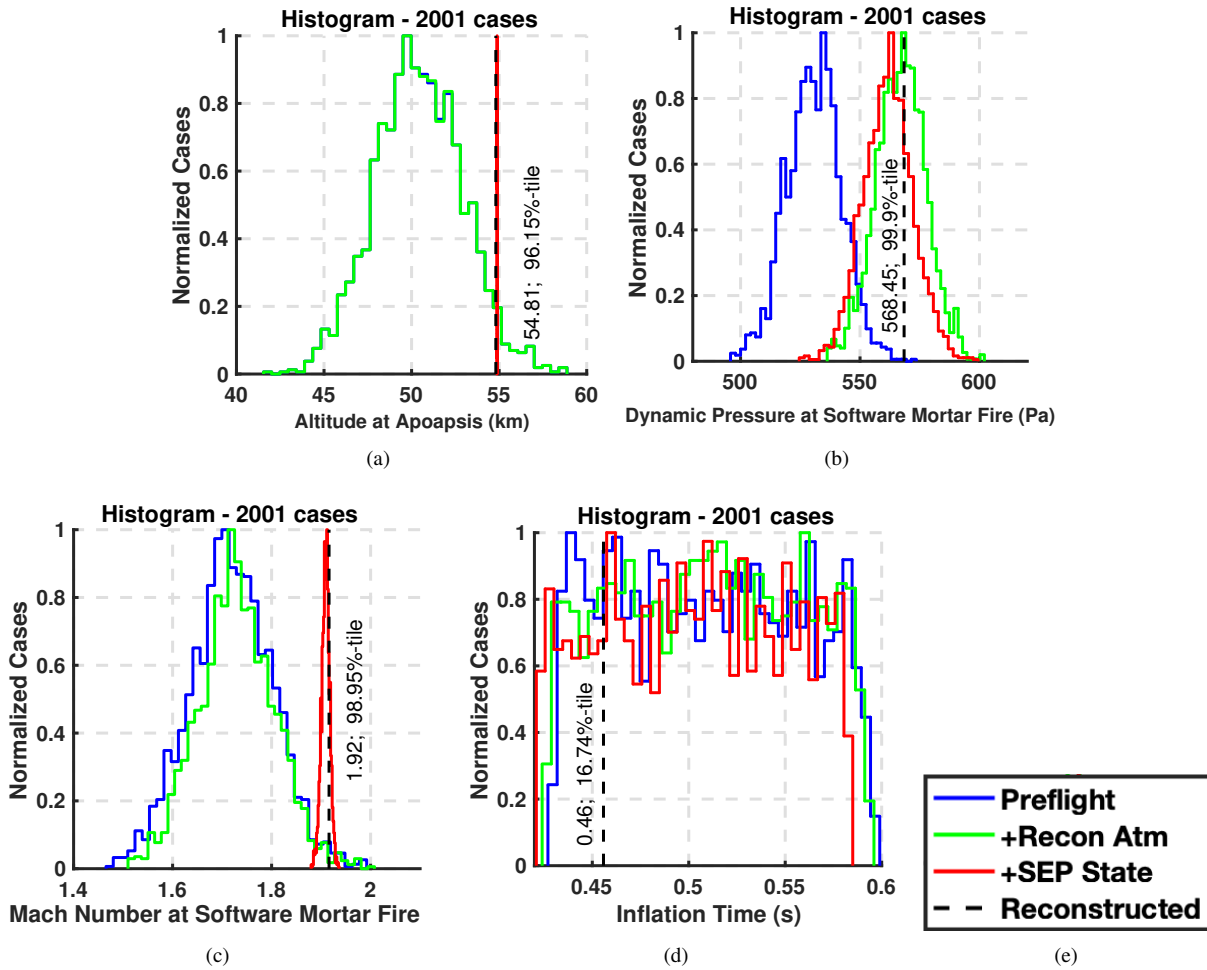 Histogram - 2001 cases
1
0.8
0.6
0.4
0.2
0
Normalized Cases
54.81;  96.15%-tile
40
45
50
55
60
Altitude at Apoapsis (km)
(a)
Histogram - 2001 cases
1
0.8
0.6
0.4
0.2
0
Normalized Cases
568.45;  99.9%-tile
500
550
600
Dynamic Pressure at Software Mortar Fire (Pa)
(b)
Histogram - 2001 cases
1
0.8
0.6
0.4
0.2
0
Normalized Cases
1.92;  98.95%-tile
1.4
1.6
1.8
2
Mach Number at Software Mortar Fire
(c)
Histogram - 2001 cases
1
0.8
0.6
0.4
0.2
0
Normalized Cases
0.46;  16.74%-tile
0.45
0.5
0.55
0.6
Inflation Time (s)
(d)
Preflight
+Recon Atm
+SEP State
Reconstructed
(e)